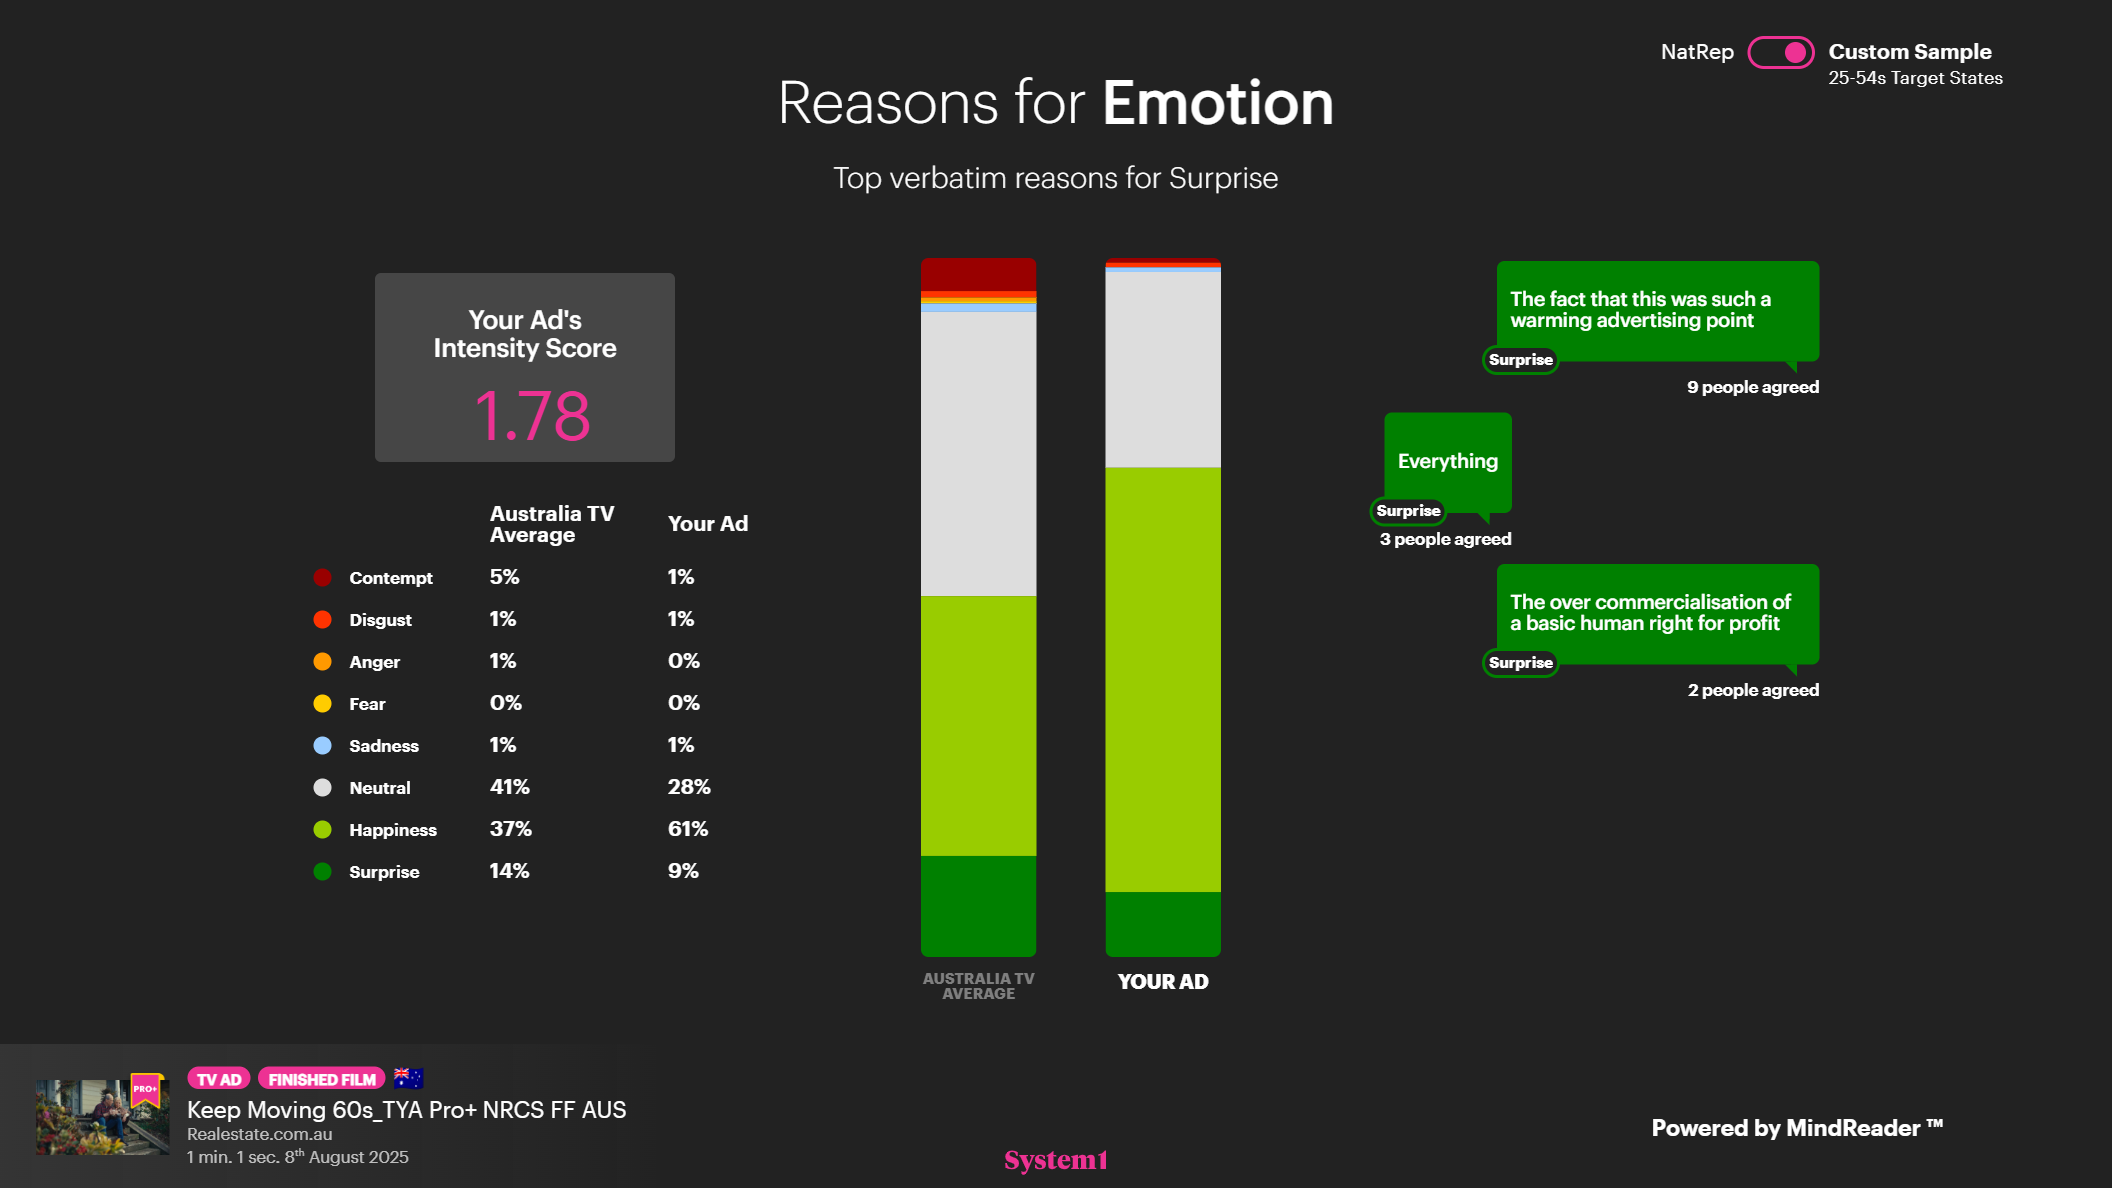 NatRep
Custom Sample
25-54s Target States
Reasons for Emotion
Top verbatim reasons for Surprise
Your Ad's
Intensity Score
1.78
Australia TV
Average
Your Ad
Contempt 5% 1%
Disgust 1% 1%
Anger 1% 0%
Fear 0% 0%
Sadness 1% 1%
Neutral 41% 28%
Happiness 37% 61%
Surprise 14% 9%
AUSTRALIA TV
AVERAGE
YOUR AD
The fact that this was such a
warming advertising point
Surprise
9 people agreed
Everything
Surprise
3 people agreed
The over commercialisation of
a basic human right for profit
Surprise
2 people agreed
PRO+
TV AD FINISHED FILM
Keep Moving 60s_TYA Pro+ NRCS FF AUS
Realestate.com.au
1 min. 1 sec. 8th August 2025
System1
Powered by MindReader ™